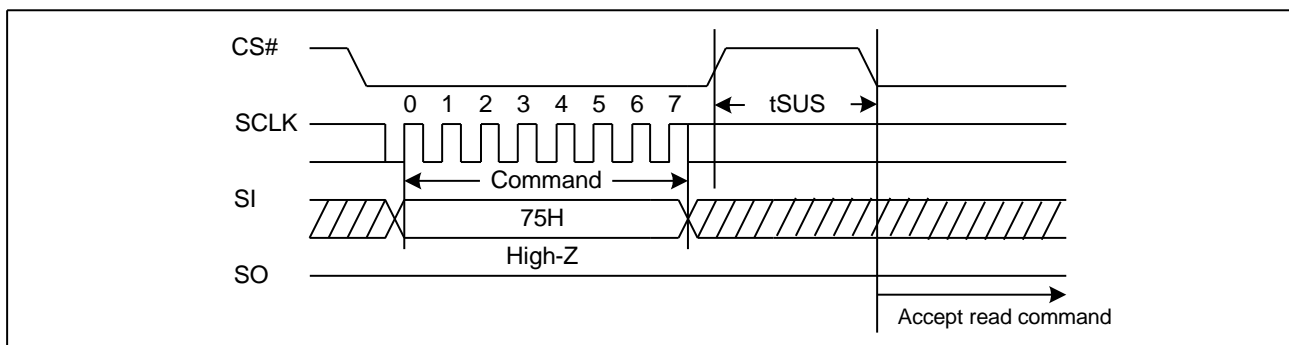 CS#
tSUS
0 1 2 3 4 5 6 7
SCLK
Command
SI
75H
High-Z
SO
Accept read command